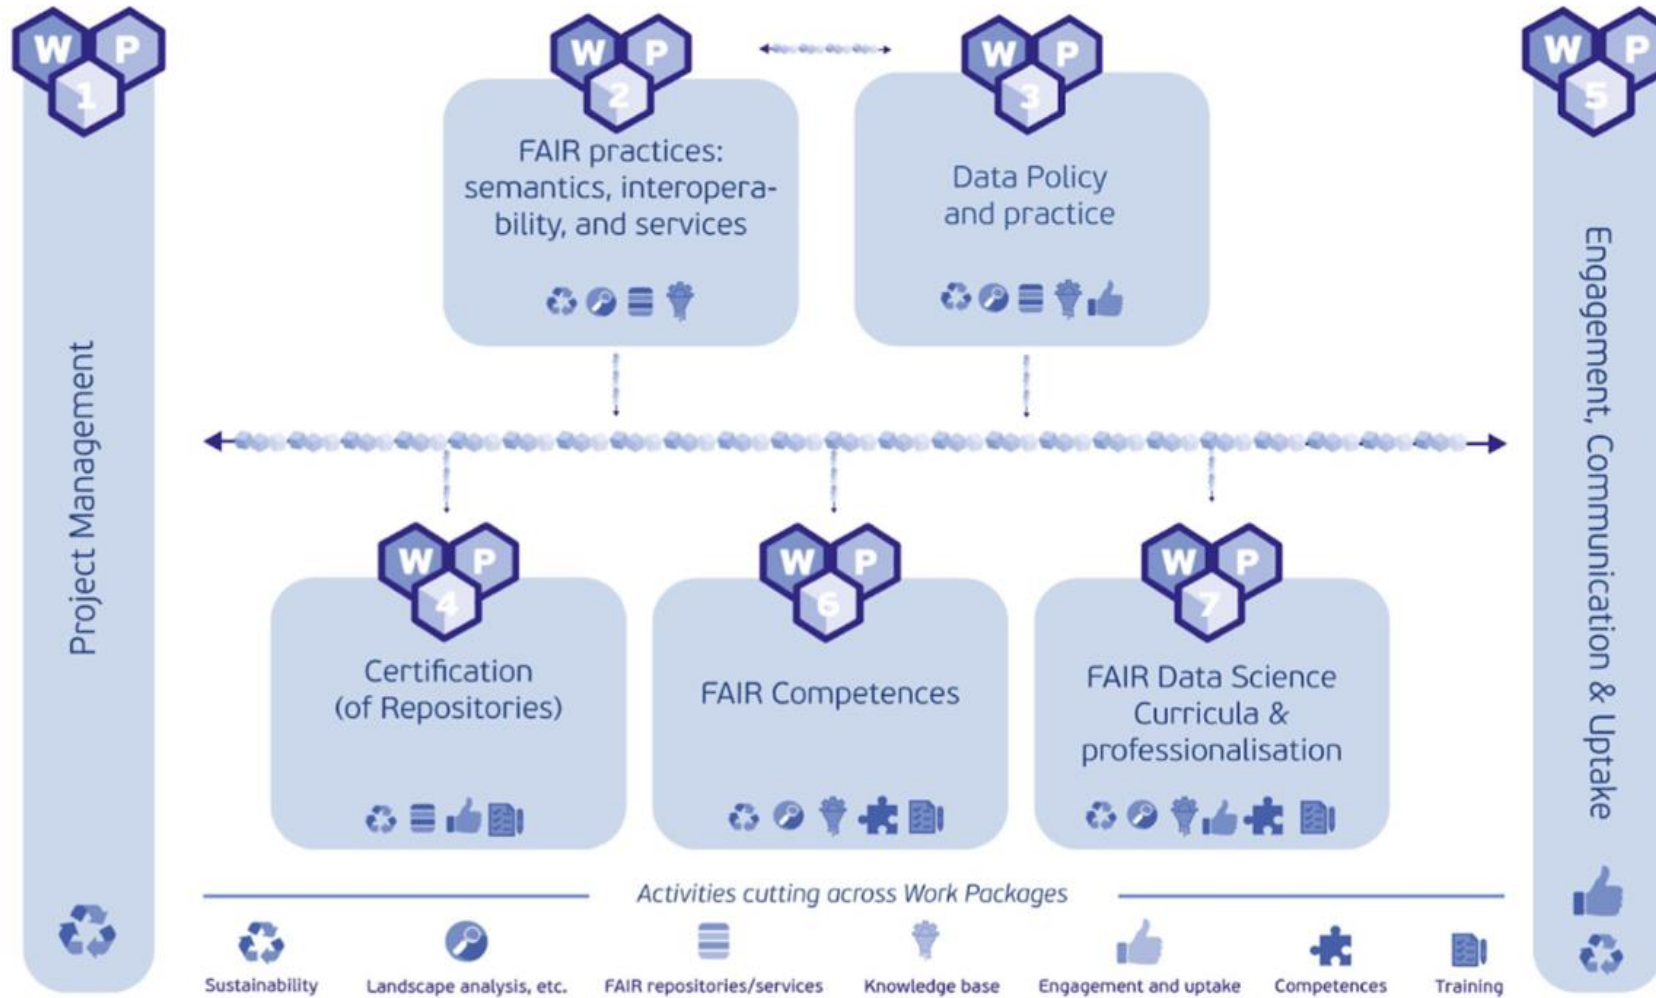 W P
1
Project Management
W P
2
FAIR practices:
semantics, interopera-
bility, and services
W P
3
Data Policy
and practice
W P
4
Certification
(of Repositories)
W P
6
FAIR Competences
W P
7
FAIR Data Science
Curricula &
professionalisation
W P
5
Engagement, Communication & Uptake
Activities cutting across Work Packages
Sustainability
Landscape analysis, etc.
FAIR repositories/services
Knowledge base
Engagement and uptake
Competences
Training